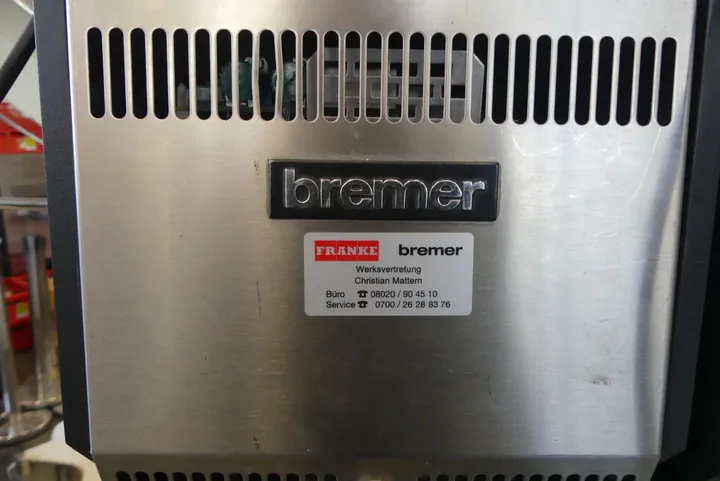 bremer
FRANKE bremer
Werksvertretung
Christian Mattern
Büro ☎ 08020 / 90 45 10
Service ☎ 0700 / 26 28 83 76